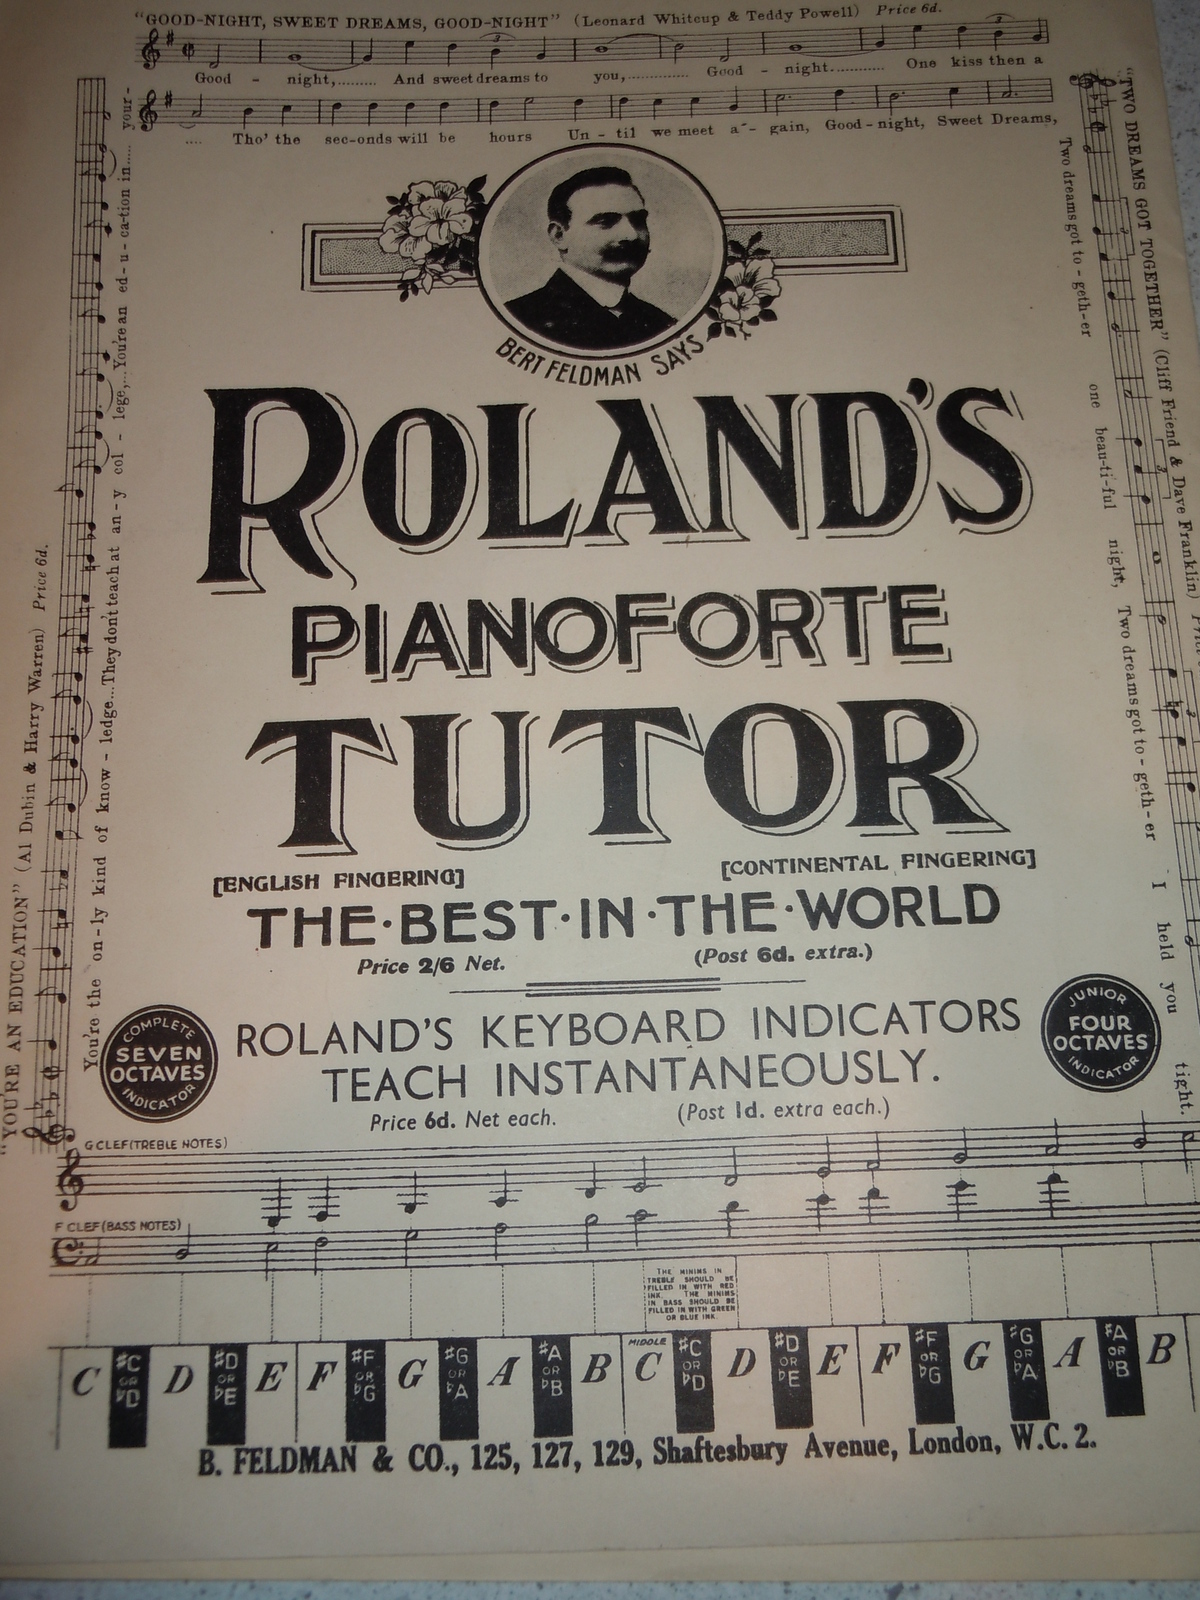 "GOOD-NIGHT, SWEET DREAMS, GOOD-NIGHT" (Leonard Whitcup & Teddy Powell) Price 6d.
3 3
Good - night,......... And sweet dreams to you,............... Good - night............. One kiss then a
.... Tho' the sec-onds will be hours Un - til we meet a - gain, Good-night, Sweet Dreams,
"YOU'RE AN EDUCATION" (Al Dubin & Harry Warren) Price 6d.
You're the on-ly kind of know - ledge...They don't teach at an-y col - lege,...You're an ed-u-ca-tion in..... your-
"TWO DREAMS GOT TOGETHER" (Cliff Friend & Dave Franklin)
Two dreams got to-geth-er one beau-ti-ful night, Two dreams got to-geth-er I held you tight.
BERT FELDMAN SAYS
ROLAND'S
PIANOFORTE
TUTOR
[ENGLISH FINGERING] [CONTINENTAL FINGERING]
THE·BEST·IN·THE·WORLD
Price 2/6 Net. (Post 6d. extra.)
COMPLETE
SEVEN
OCTAVES
INDICATOR
ROLAND'S KEYBOARD INDICATORS
TEACH INSTANTANEOUSLY.
JUNIOR
FOUR
OCTAVES
INDICATOR
Price 6d. Net each. (Post 1d. extra each.)
G CLEF (TREBLE NOTES)
F CLEF (BASS NOTES)
THE MINIMS IN
TREBLE SHOULD BE
FILLED IN WITH RED
INK. THE MINIMS
IN BASS SHOULD BE
FILLED IN WITH GREEN
OR BLUE INK.
MIDDLE
C ♯C OR ♭D D ♯D OR ♭E E F ♯F OR ♭G G ♯G OR ♭A A ♯A OR ♭B B C ♯C OR ♭D D ♯D OR ♭E E F ♯F OR ♭G G ♯G OR ♭A A ♯A OR ♭B B
B. FELDMAN & CO., 125, 127, 129, Shaftesbury Avenue, London, W.C. 2.